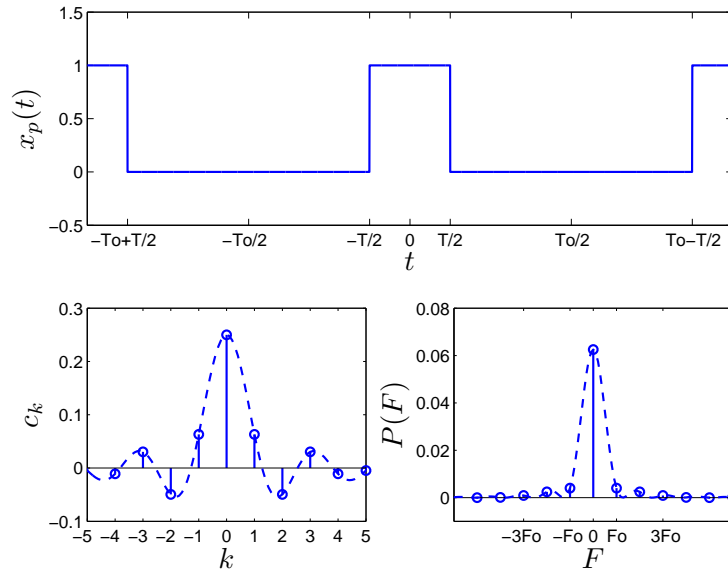 1.5
1
0.5
0
−0.5
x_p(t)
−To+T/2 −To/2 −T/2 0 T/2 To/2 To−T/2
t
0.3
0.2
0.1
0
−0.1
c_k
−5 −4 −3 −2 −1 0 1 2 3 4 5
k
0.08
0.06
0.04
0.02
0
P(F)
−3Fo −Fo 0 Fo 3Fo
F